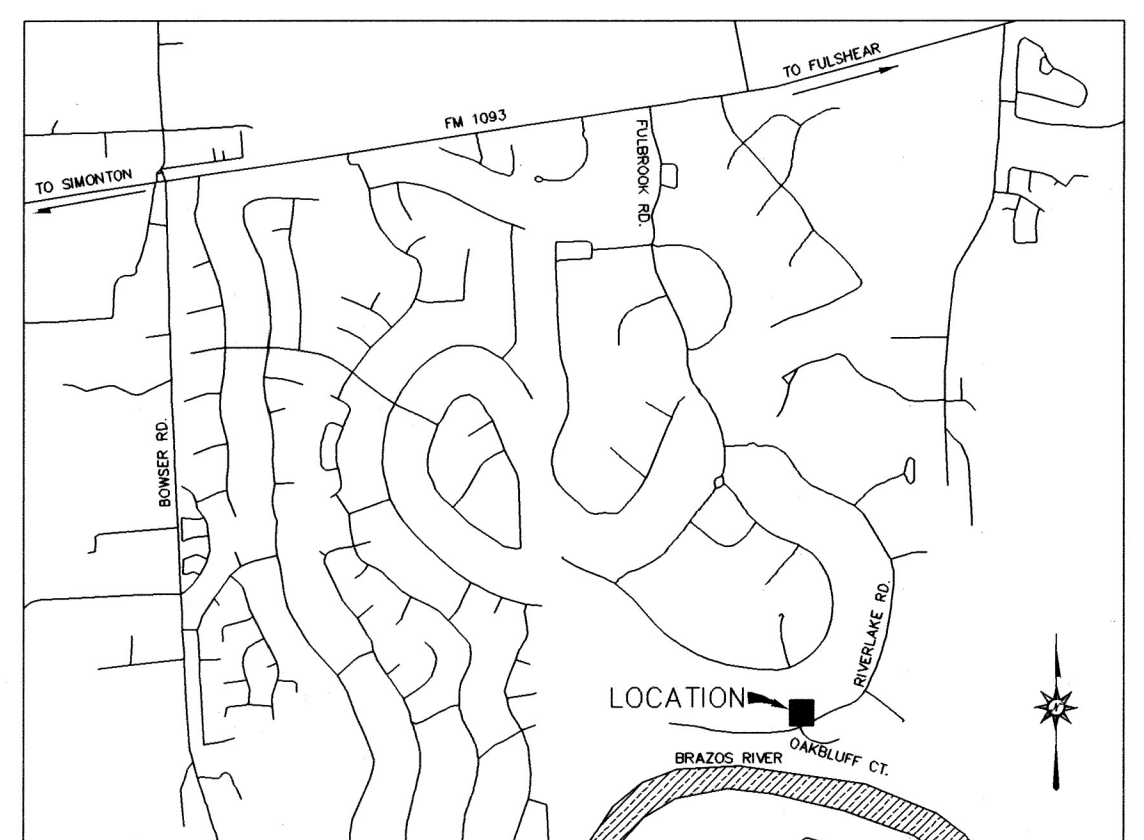 TO FULSHEAR
FM 1093
FULBROOK RD.
TO SIMONTON
BOWSER RD.
RIVERLAKE RD.
LOCATION
OAKBLUFF CT.
BRAZOS RIVER
N